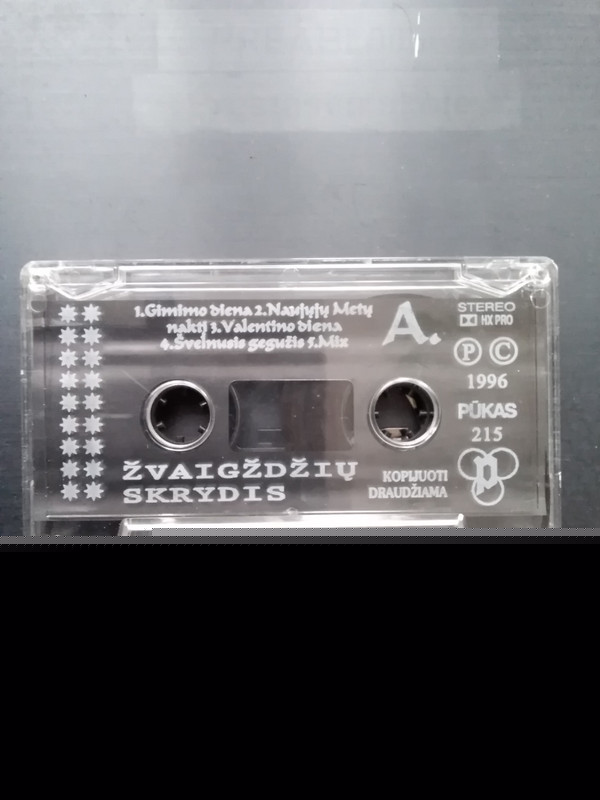 1.Gimimo diena 2.Naujųjų Metų
naktį 3.Valentino diena
4.Švelnusis gegužis 5.Mix
A.
STEREO
HX PRO
P C
1996
PŪKAS
215
ŽVAIGŽDŽIŲ
SKRYDIS
KOPIJUOTI
DRAUDŽIAMA
P